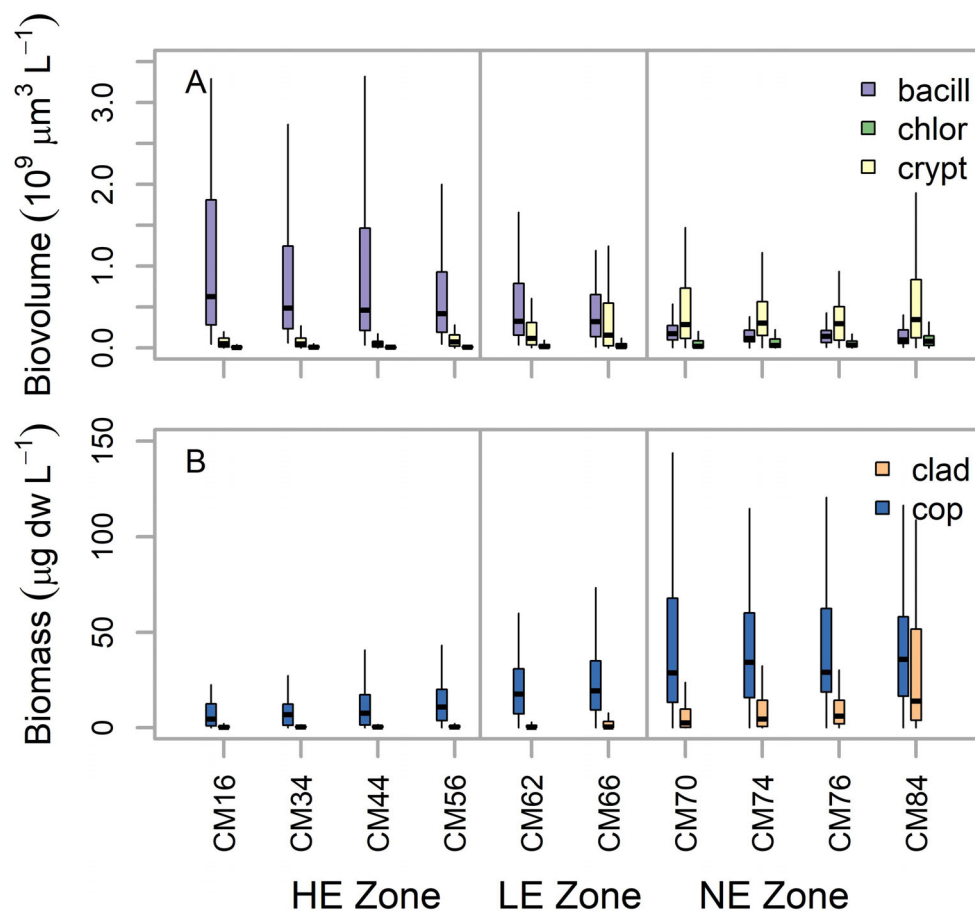 A
bacill
chlor
crypt
Biovolume (10⁹ μm³ L⁻¹)
3.0
2.0
1.0
0.0
B
clad
cop
Biomass (μg dw L⁻¹)
150
100
50
0
CM16 CM34 CM44 CM56 CM62 CM66 CM70 CM74 CM76 CM84
HE Zone LE Zone NE Zone